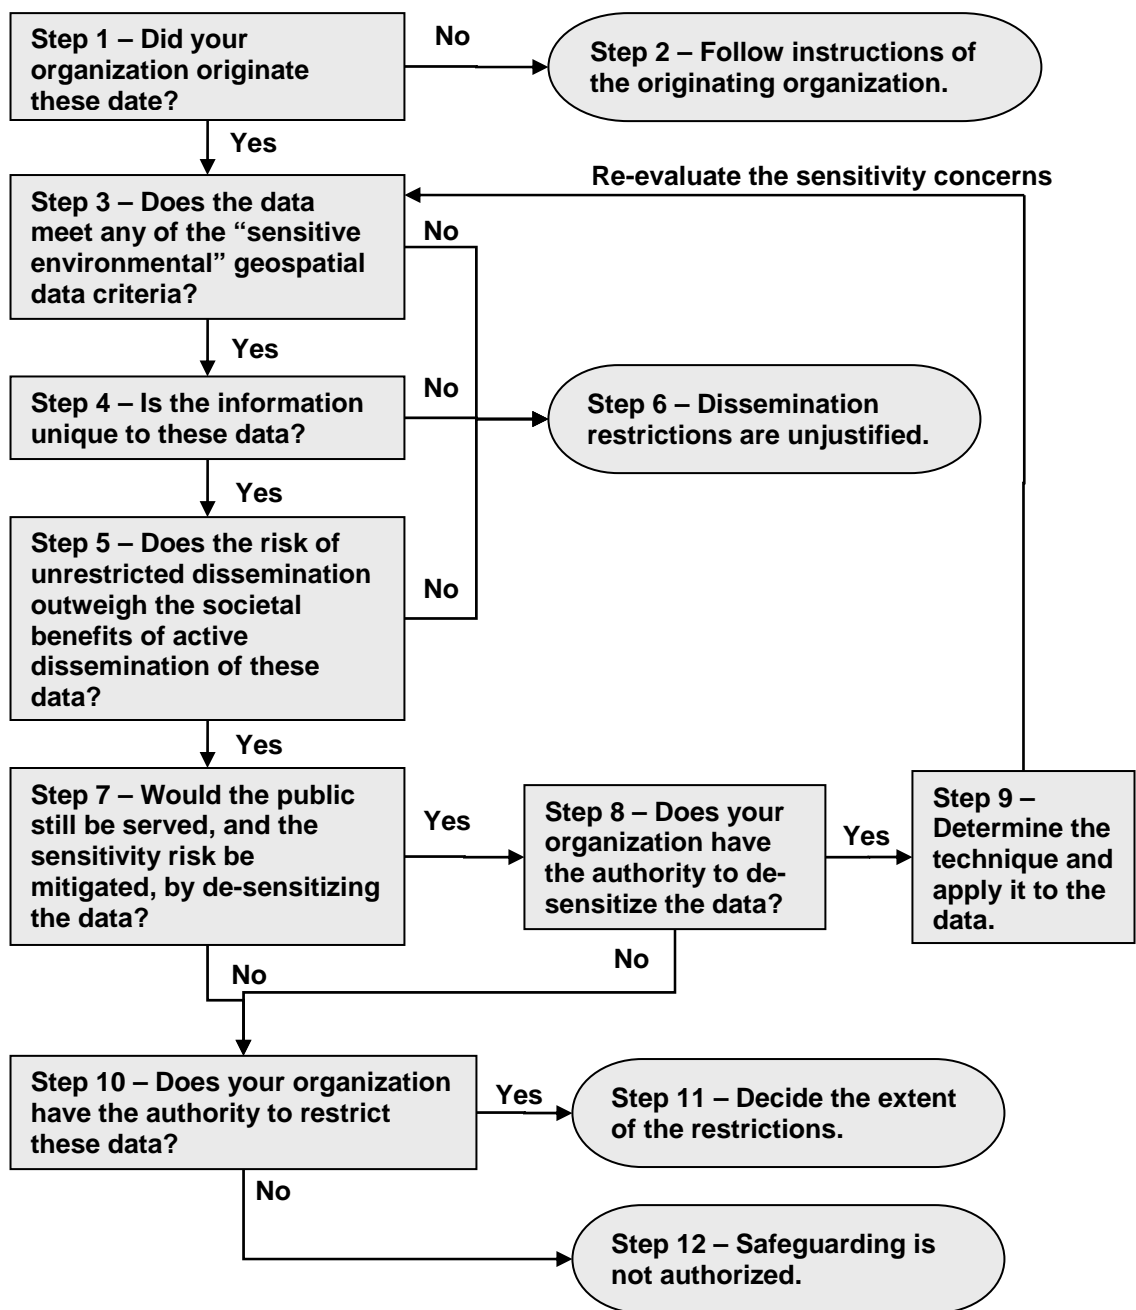 Step 1 – Did your
organization originate
these date?
No
Step 2 – Follow instructions of
the originating organization.
Yes
Re-evaluate the sensitivity concerns
Step 3 – Does the data
meet any of the “sensitive
environmental” geospatial
data criteria?
No
Yes
Step 4 – Is the information
unique to these data?
No
Step 6 – Dissemination
restrictions are unjustified.
Yes
Step 5 – Does the risk of
unrestricted dissemination
outweigh the societal
benefits of active
dissemination of these
data?
No
Yes
Step 7 – Would the public
still be served, and the
sensitivity risk be
mitigated, by de-sensitizing
the data?
Yes
Step 8 – Does your
organization have
the authority to de-
sensitize the data?
Yes
Step 9 –
Determine the
technique and
apply it to the
data.
No
No
Step 10 – Does your organization
have the authority to restrict
these data?
Yes
Step 11 – Decide the extent
of the restrictions.
No
Step 12 – Safeguarding is
not authorized.